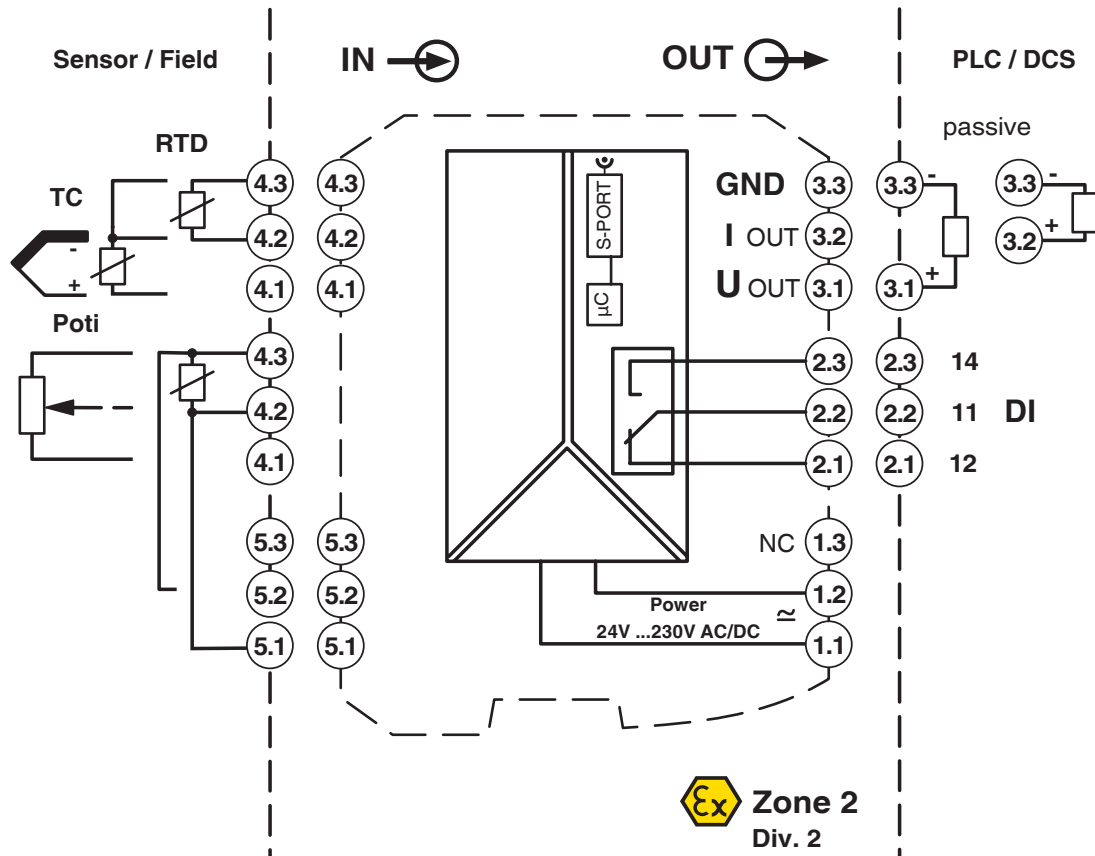 Sensor / Field
IN
OUT
PLC / DCS
passive
RTD
TC
-
+
4.3
4.2
4.1
4.3
4.2
4.1
S-PORT
µC
GND 3.3
I OUT 3.2
U OUT 3.1
3.3 -
3.1 +
3.3 -
3.2 +
Poti
4.3
4.2
4.1
2.3 2.3 14
2.2 2.2 11 DI
2.1 2.1 12
5.3 5.3
5.2 5.2
5.1 5.1
NC 1.3
1.2
Power
≃
24V ...230V AC/DC
1.1
Ex
Zone 2
Div. 2